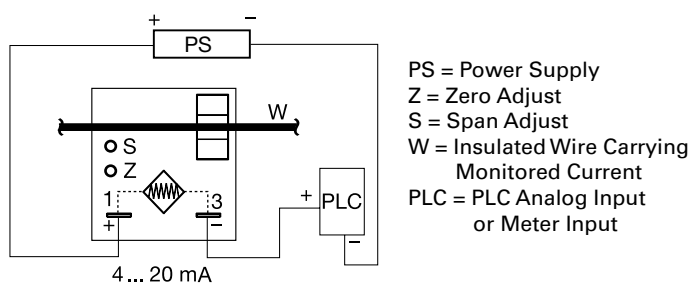 + PS −
W
S
Z
1 3
+ −
+ PLC −
4 ... 20 mA
PS = Power Supply
Z = Zero Adjust
S = Span Adjust
W = Insulated Wire Carrying
Monitored Current
PLC = PLC Analog Input
or Meter Input